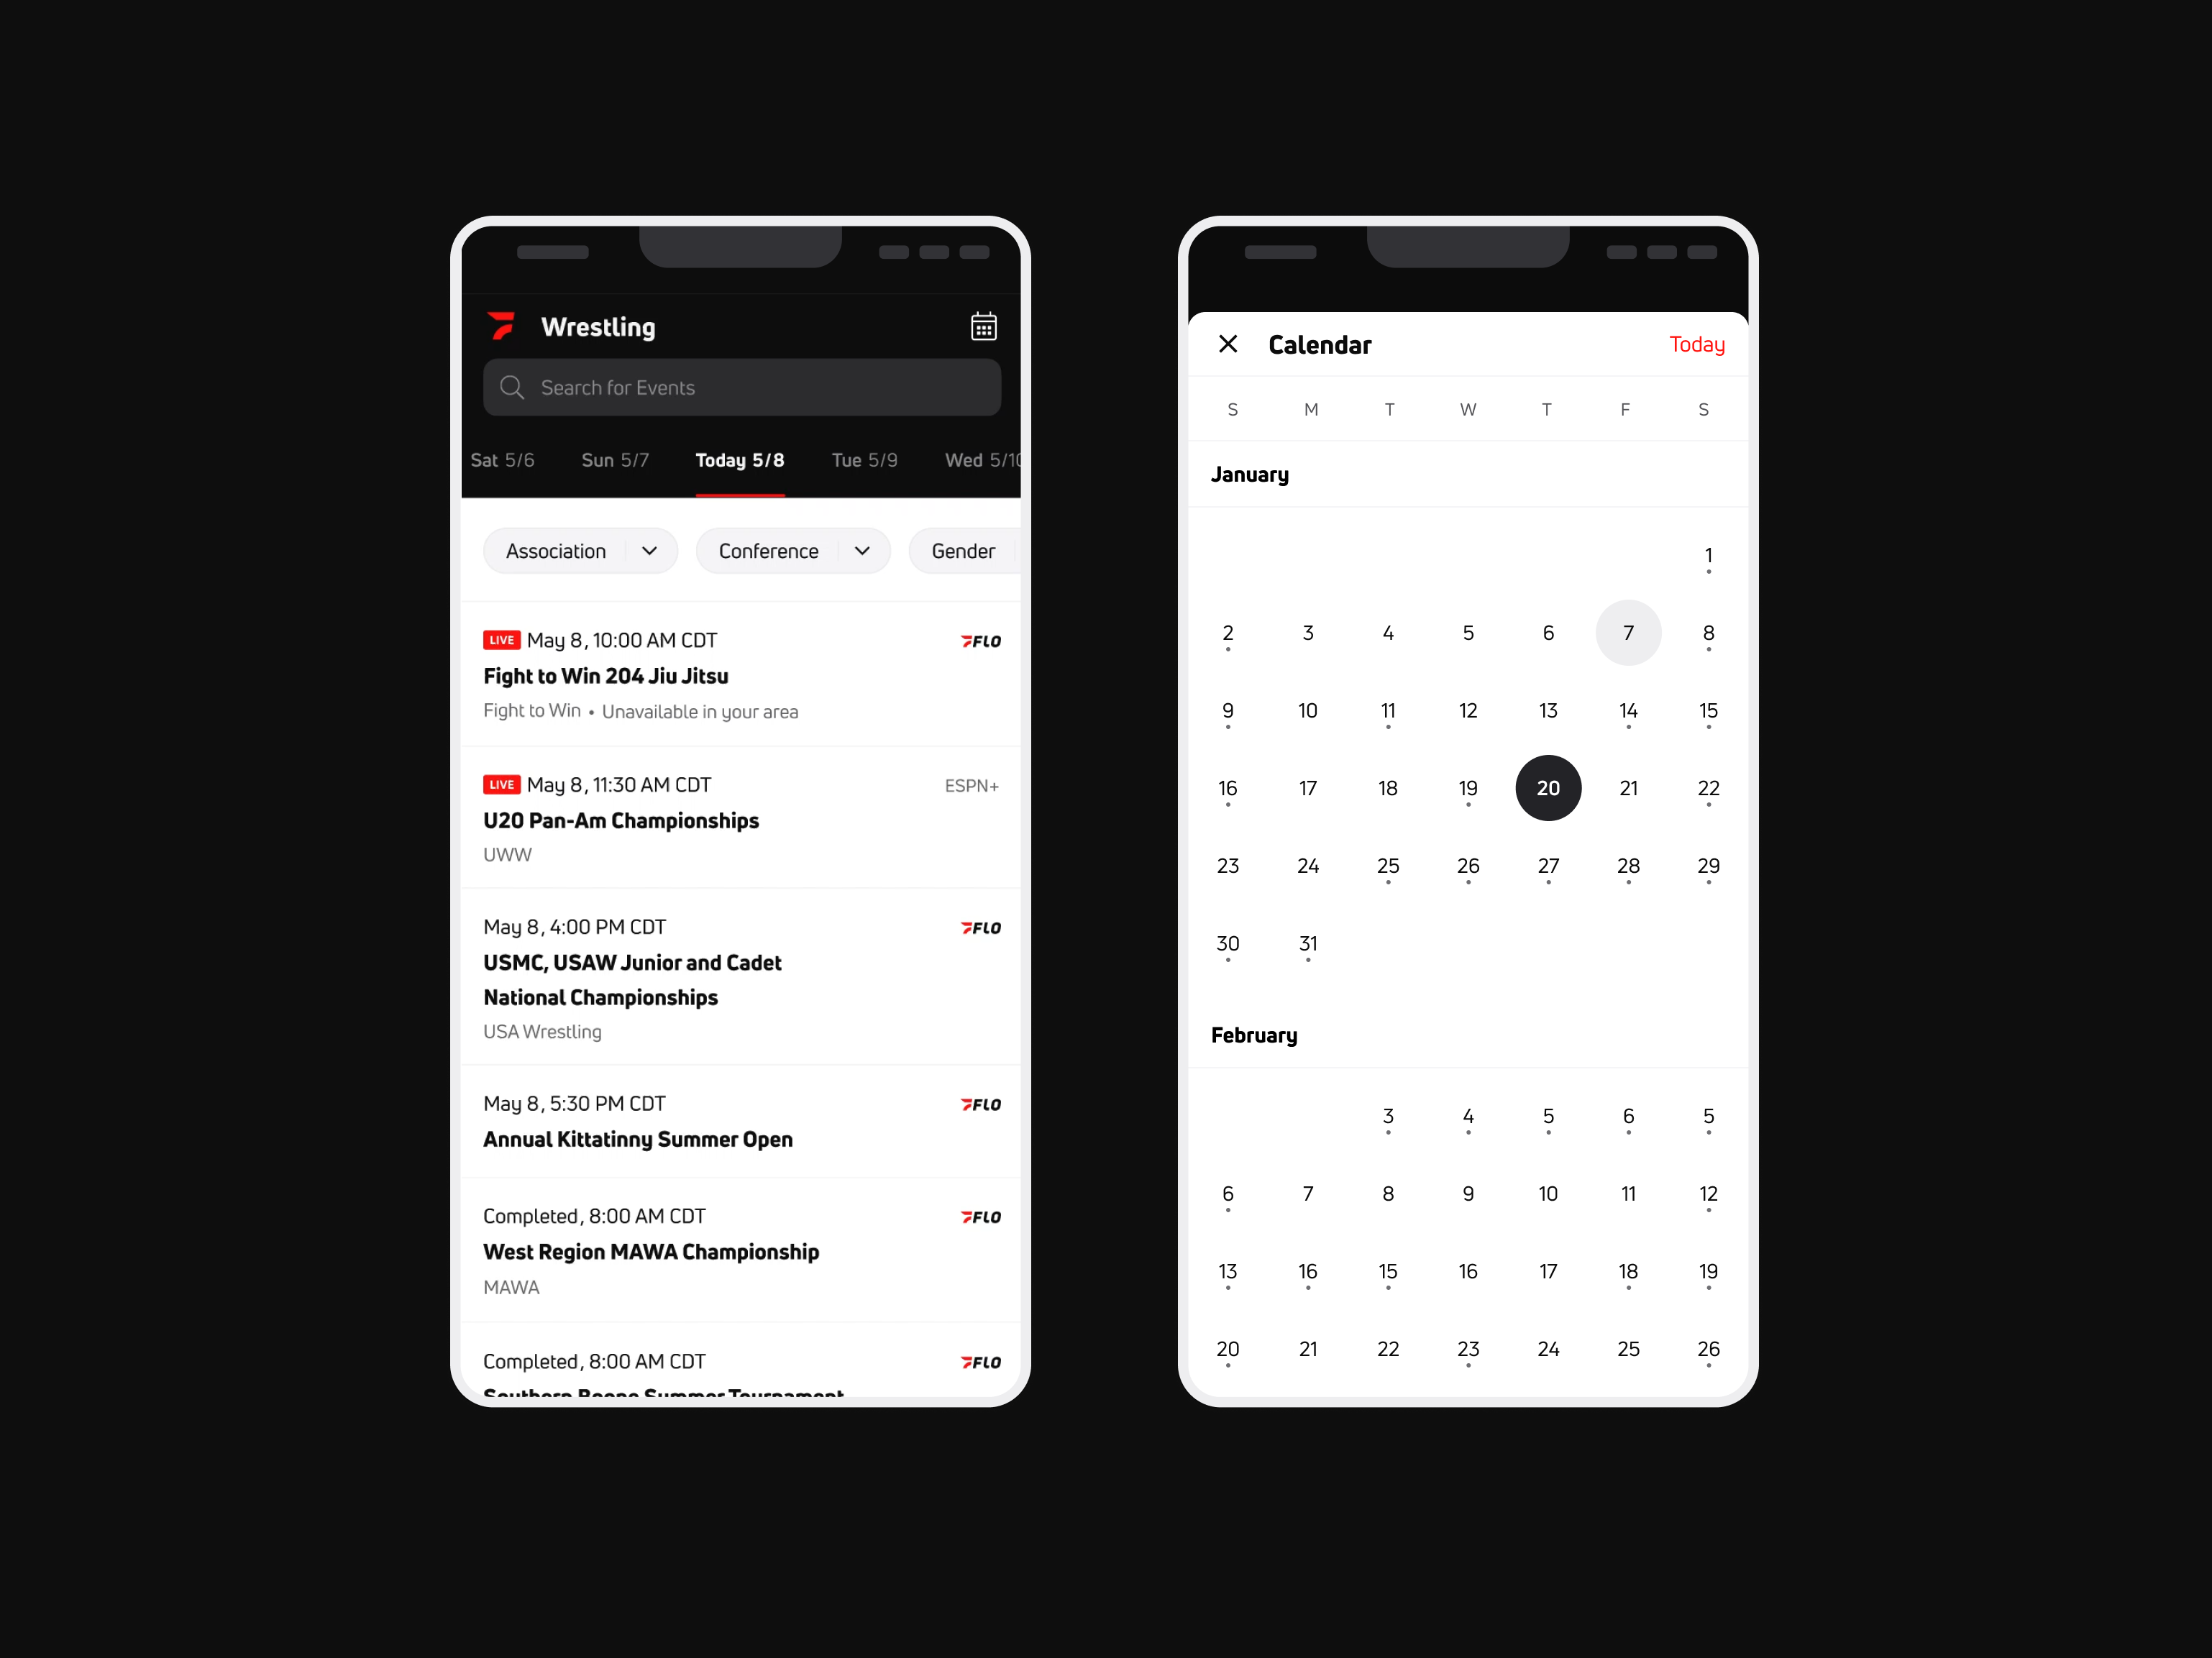 Wrestling
Search for Events
Sat 5/6 Sun 5/7 Today 5/8 Tue 5/9 Wed 5/10
Association Conference Gender
LIVE May 8, 10:00 AM CDT FLO
Fight to Win 204 Jiu Jitsu
Fight to Win • Unavailable in your area
LIVE May 8, 11:30 AM CDT ESPN+
U20 Pan-Am Championships
UWW
May 8, 4:00 PM CDT FLO
USMC, USAW Junior and Cadet
National Championships
USA Wrestling
May 8, 5:30 PM CDT FLO
Annual Kittatinny Summer Open
Completed, 8:00 AM CDT FLO
West Region MAWA Championship
MAWA
Completed, 8:00 AM CDT FLO
Southern Boone Summer Tournament
Calendar Today
S M T W T F S
January
1
2 3 4 5 6 7 8
9 10 11 12 13 14 15
16 17 18 19 20 21 22
23 24 25 26 27 28 29
30 31
February
3 4 5 6 5
6 7 8 9 10 11 12
13 16 15 16 17 18 19
20 21 22 23 24 25 26